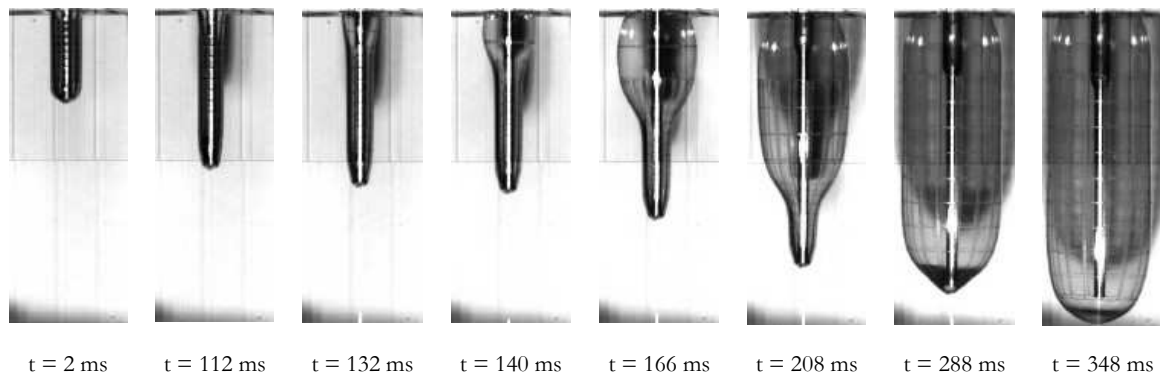 t = 2 ms t = 112 ms t = 132 ms t = 140 ms t = 166 ms t = 208 ms t = 288 ms t = 348 ms